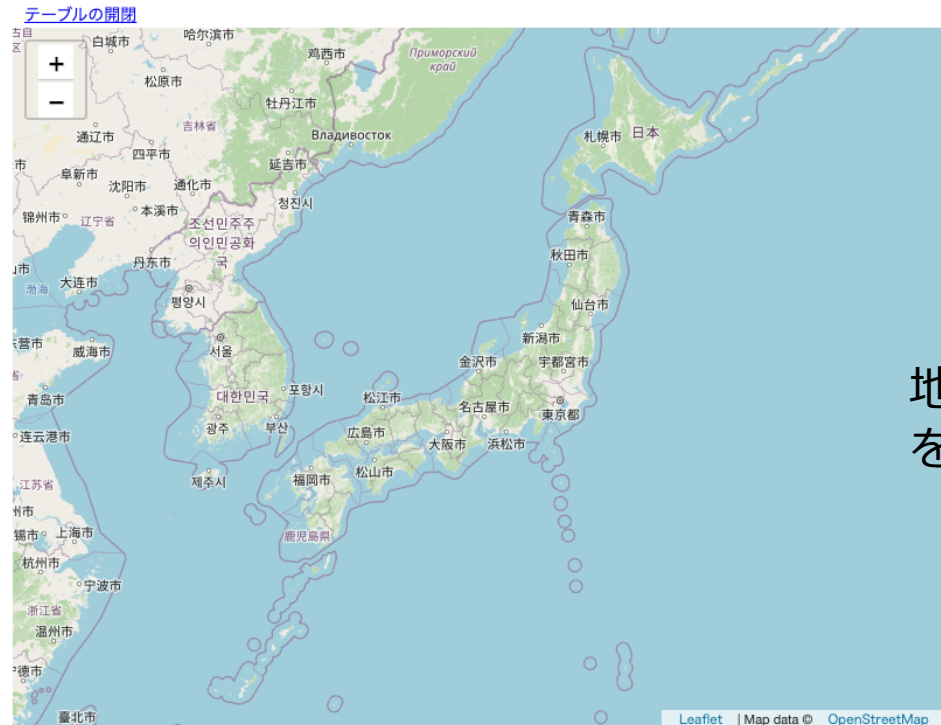 テーブルの開閉
白城市
哈尔滨市
鸡西市
Приморский
край
+
−
松原市
牡丹江市
吉林省
Владивосток
通辽市
四平市
延吉市
札幌市
日本
阜新市
沈阳市
通化市
청진시
锦州市
辽宁省
本溪市
조선민주주
의인민공화
국
青森市
丹东市
秋田市
渤海
大连市
평양시
仙台市
新潟市
威海市
서울
金沢市
宇都宮市
青岛市
대한민국
포항시
松江市
名古屋市
東京都
광주
부산
広島市
大阪市
浜松市
连云港市
제주시
福岡市
松山市
江苏省
上海市
鹿児島県
杭州市
宁波市
浙江省
温州市
臺北市
地
を
Leaflet | Map data © OpenStreetMap